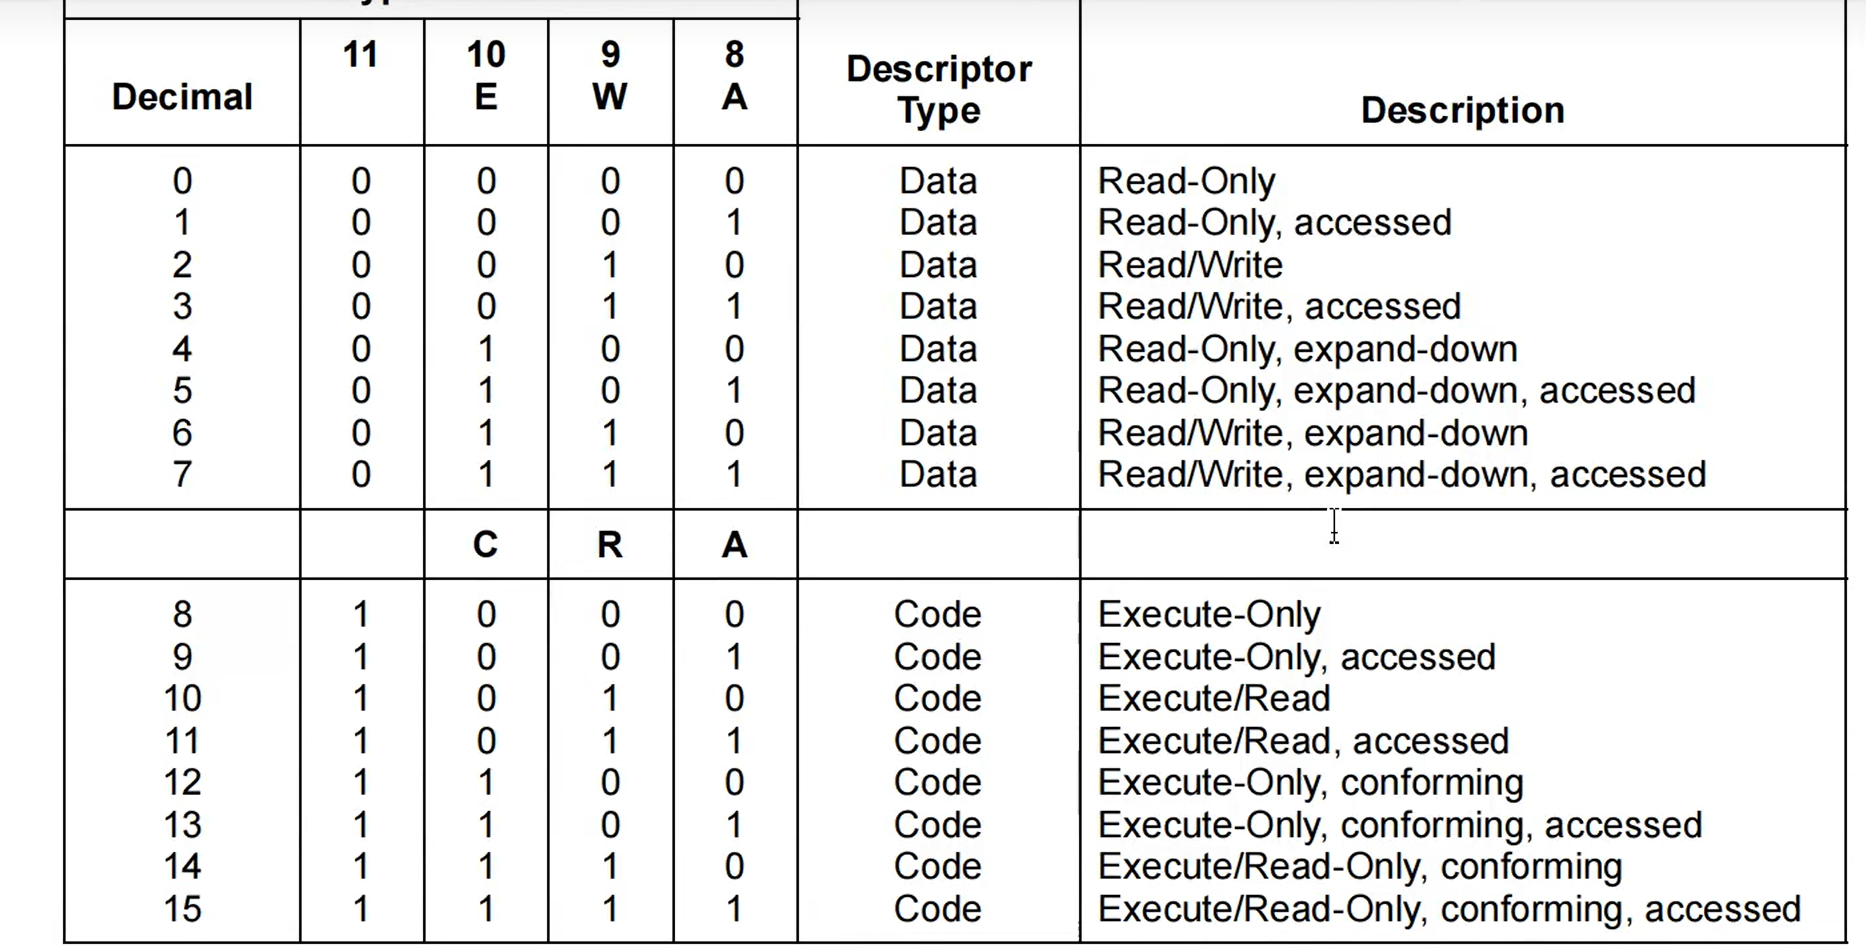 11 10 9 8
Decimal E W A Descriptor Type Description
0 0 0 0 0 Data Read-Only
1 0 0 0 1 Data Read-Only, accessed
2 0 0 1 0 Data Read/Write
3 0 0 1 1 Data Read/Write, accessed
4 0 1 0 0 Data Read-Only, expand-down
5 0 1 0 1 Data Read-Only, expand-down, accessed
6 0 1 1 0 Data Read/Write, expand-down
7 0 1 1 1 Data Read/Write, expand-down, accessed
C R A
8 1 0 0 0 Code Execute-Only
9 1 0 0 1 Code Execute-Only, accessed
10 1 0 1 0 Code Execute/Read
11 1 0 1 1 Code Execute/Read, accessed
12 1 1 0 0 Code Execute-Only, conforming
13 1 1 0 1 Code Execute-Only, conforming, accessed
14 1 1 1 0 Code Execute/Read-Only, conforming
15 1 1 1 1 Code Execute/Read-Only, conforming, accessed